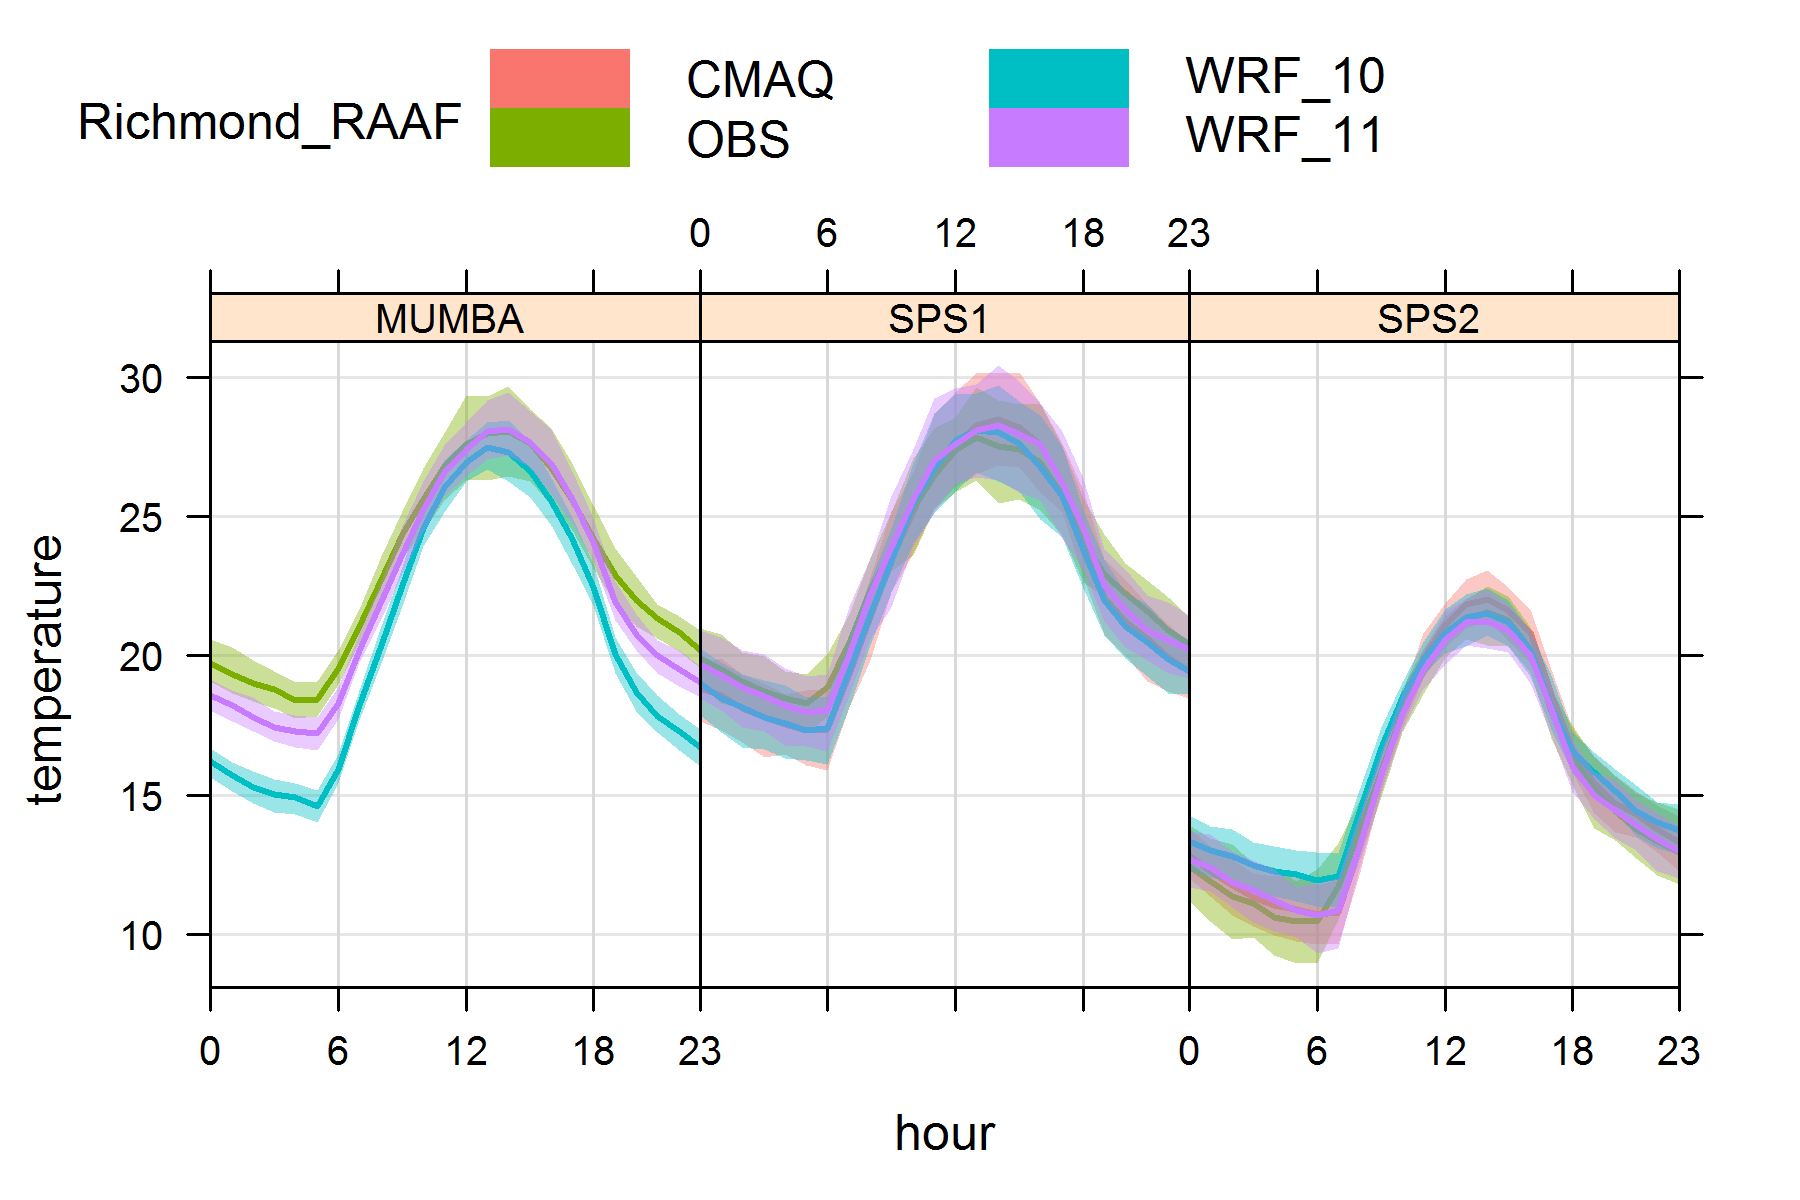 Richmond_RAAF
CMAQ
OBS
WRF_10
WRF_11
0 6 12 18 23
MUMBA SPS1 SPS2
30
25
20
15
10
temperature
0 6 12 18 23 0 6 12 18 23
hour